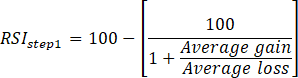 RSI_step1 = 100 − [ 100 / ( 1 + Average gain / Average loss ) ]